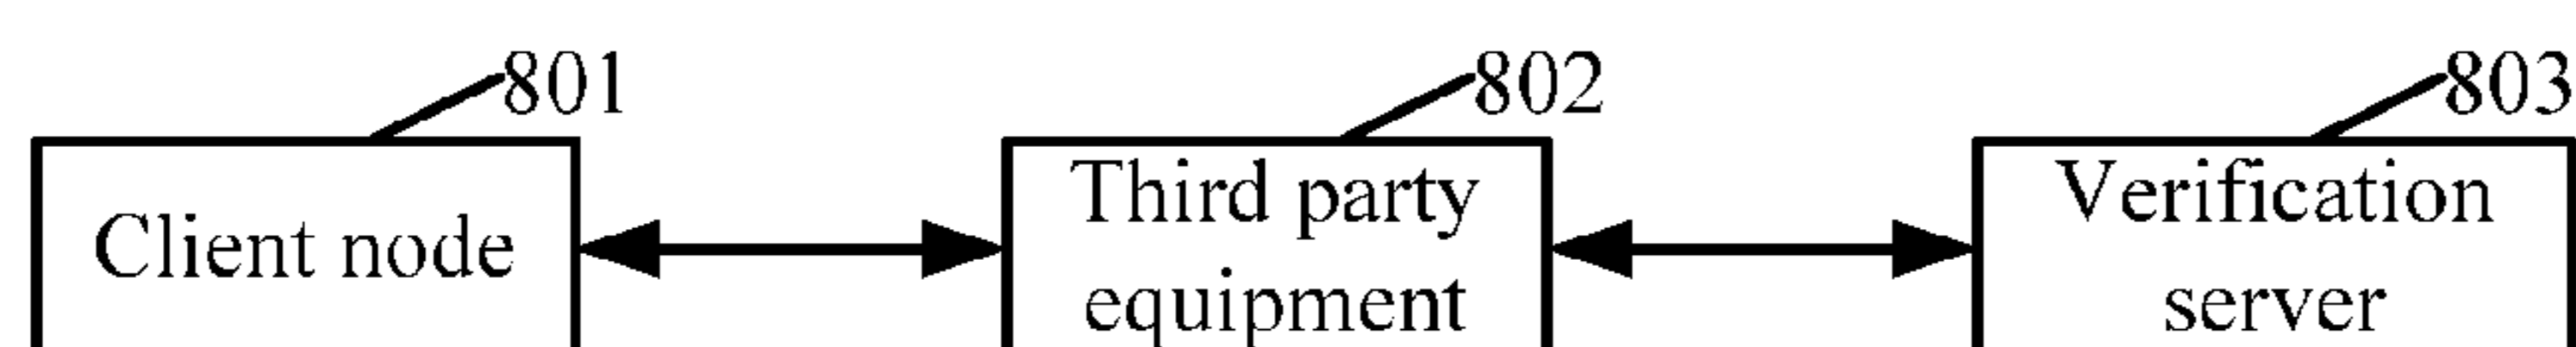 801
802
803
Client node
Third party
equipment
Verification
server